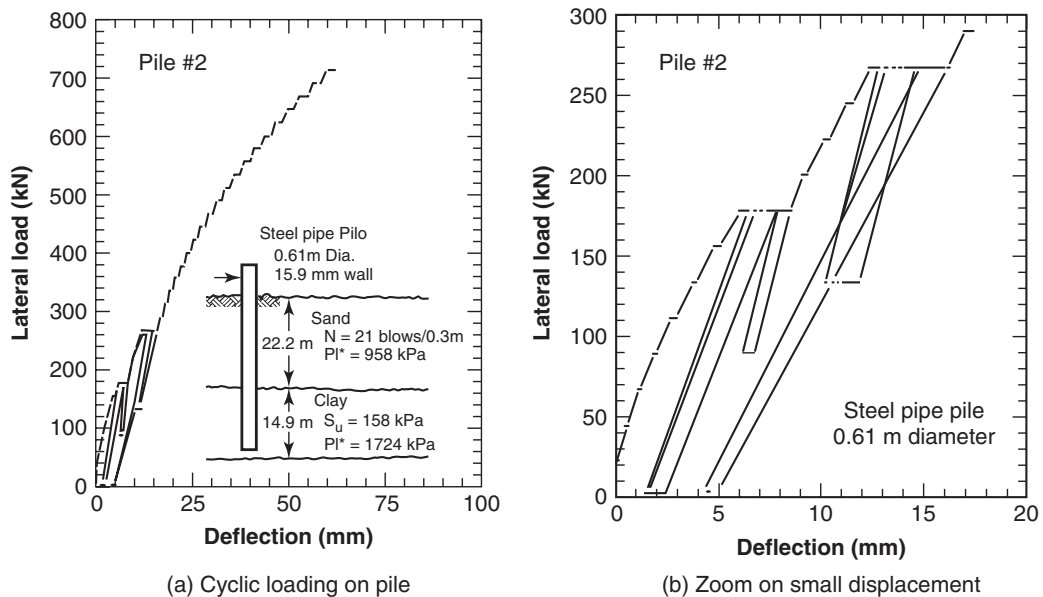 800
700
600
500
400
300
200
100
0
Lateral load (kN)
Pile #2
Steel pipe Pilo
0.61m Dia.
15.9 mm wall
Sand
N = 21 blows/0.3m
22.2 m
Pl* = 958 kPa
Clay
14.9 m
Su = 158 kPa
Pl* = 1724 kPa
0 25 50 75 100
Deflection (mm)
(a) Cyclic loading on pile
300
250
200
150
100
50
0
Lateral load (kN)
Pile #2
Steel pipe pile
0.61 m diameter
0 5 10 15 20
Deflection (mm)
(b) Zoom on small displacement